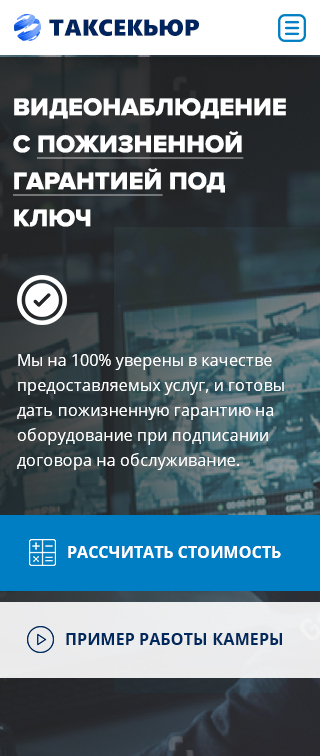 ТАКСЕКЬЮР
ВИДЕОНАБЛЮДЕНИЕ
С ПОЖИЗНЕННОЙ
ГАРАНТИЕЙ ПОД
КЛЮЧ
Мы на 100% уверены в качестве
предоставляемых услуг, и готовы
дать пожизненную гарантию на
оборудование при подписании
договора на обслуживание.
РАССЧИТАТЬ СТОИМОСТЬ
ПРИМЕР РАБОТЫ КАМЕРЫ